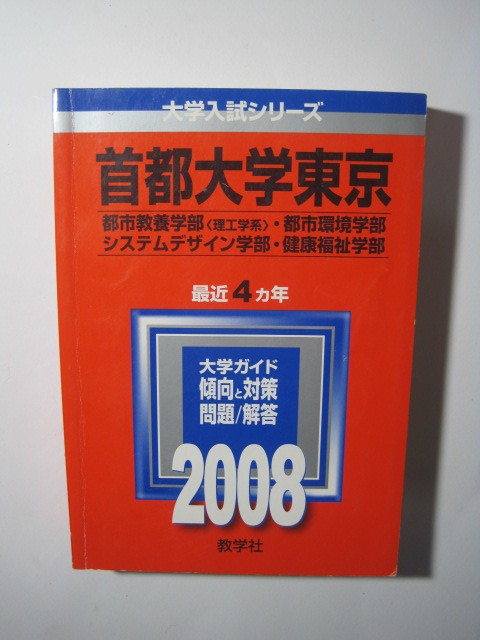 大学入試シリーズ
首都大学東京
都市教養学部〈理工学系〉・都市環境学部
システムデザイン学部・健康福祉学部
最近4カ年
大学ガイド
傾向と対策
問題/解答
2008
教学社